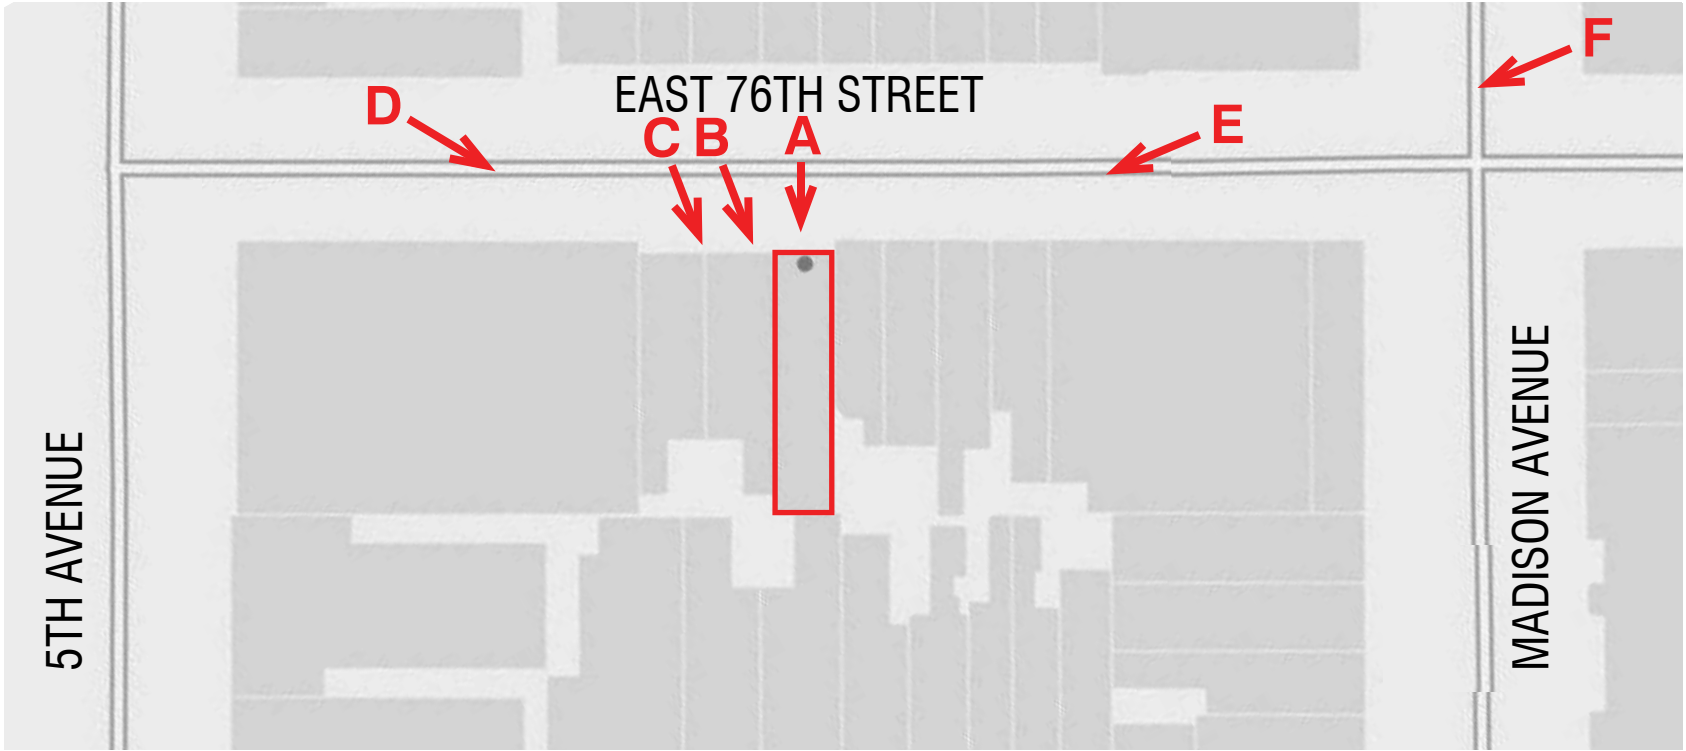 F
EAST 76TH STREET
D
E
C B A
5TH AVENUE
MADISON AVENUE